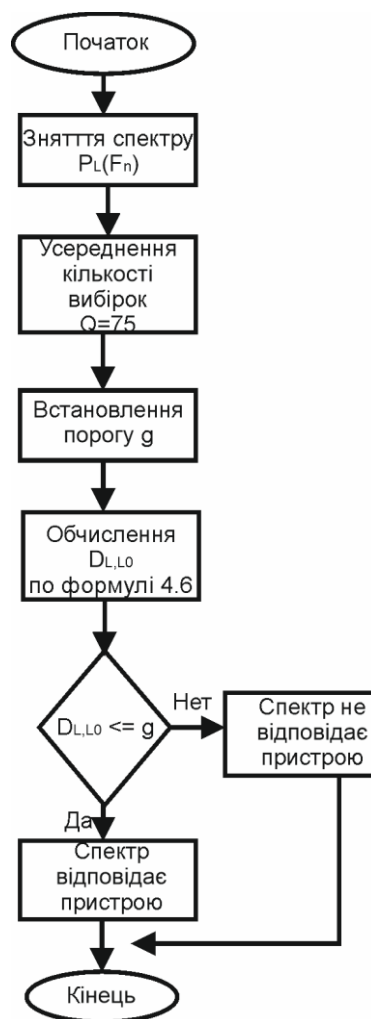 Початок
Знятття спектру
PL(Fn)
Усереднення
кількості
вибірок
Q=75
Встановлення
порогу g
Обчислення
DL,L0
по формулі 4.6
DL,L0 <= g
Нет
Спектр не
відповідає
пристрою
Да
Спектр
відповідає
пристрою
Кінець